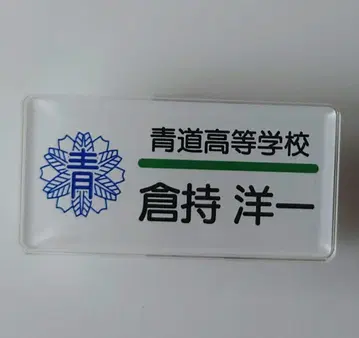 青
青道高等学校
倉持 洋一